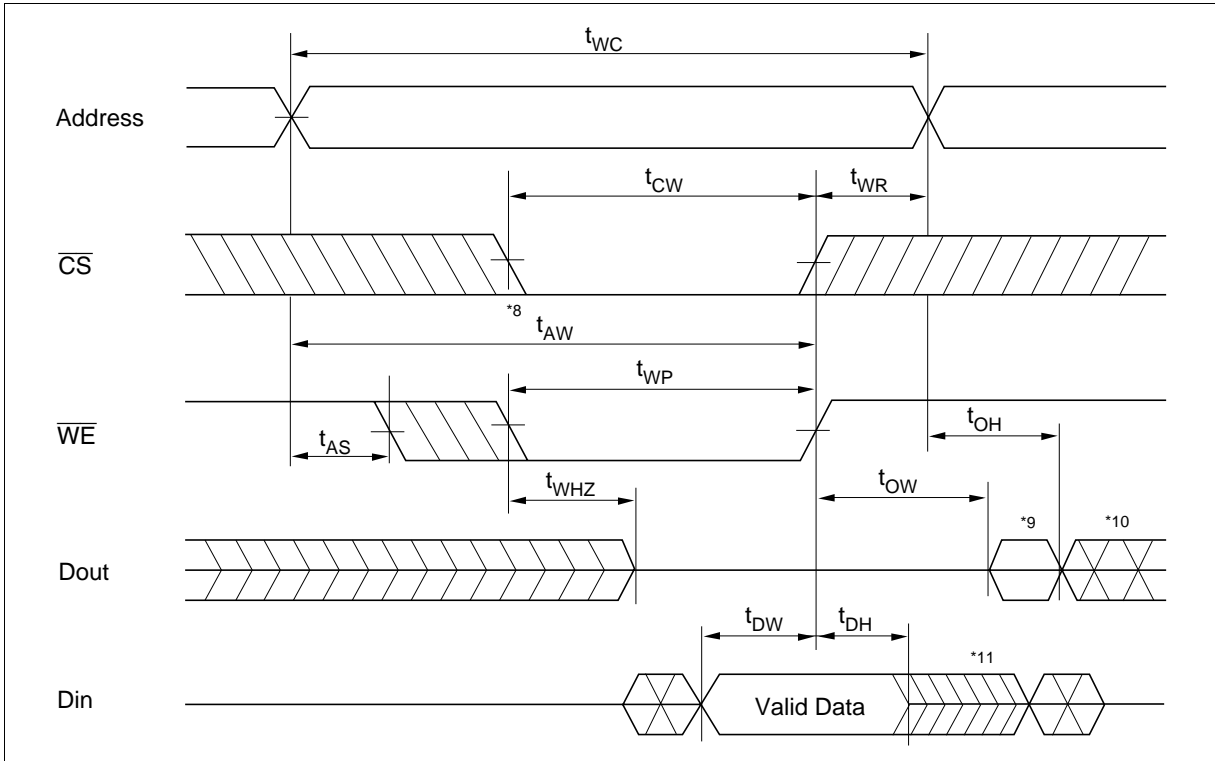 tWC
Address
tCW
tWR
CS
*8
tAW
tWP
WE
tAS
tOH
tWHZ
tOW
*9
*10
Dout
tDW
tDH
*11
Din
Valid Data